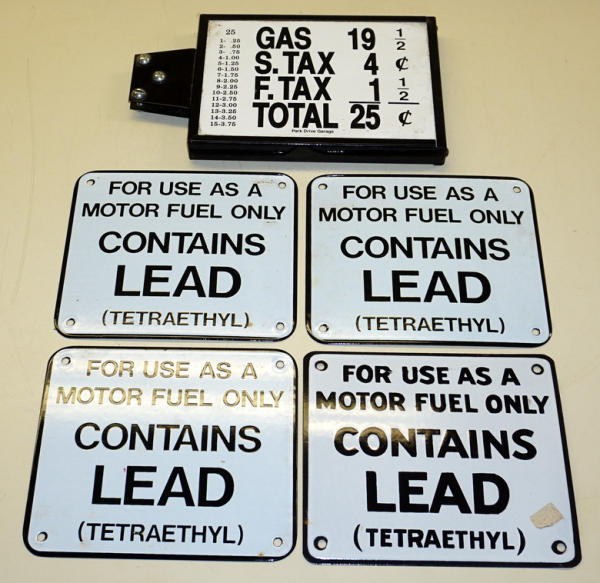 25
1- .25
2- .50
3- .75
4-1.00
5-1.25
6-1.50
7-1.75
8-2.00
9-2.25
10-2.50
11-2.75
12-3.00
13-3.25
14-3.50
15-3.75
GAS 19 1/2
S.TAX 4 ¢
F.TAX 1 1/2
TOTAL 25 ¢
Park Drive Garage
FOR USE AS A
MOTOR FUEL ONLY
CONTAINS
LEAD
(TETRAETHYL)
FOR USE AS A
MOTOR FUEL ONLY
CONTAINS
LEAD
(TETRAETHYL)
FOR USE AS A
MOTOR FUEL ONLY
CONTAINS
LEAD
(TETRAETHYL)
FOR USE AS A
MOTOR FUEL ONLY
CONTAINS
LEAD
(TETRAETHYL)